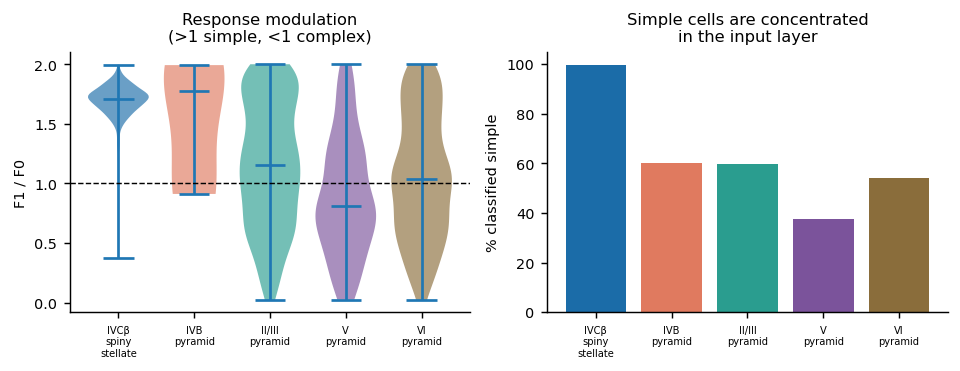 Response modulation
(>1 simple, <1 complex)
F1 / F0
2.0
1.5
1.0
0.5
0.0
IVCβ
spiny
stellate
IVB
pyramid
II/III
pyramid
V
pyramid
VI
pyramid
Simple cells are concentrated
in the input layer
% classified simple
100
80
60
40
20
0
IVCβ
spiny
stellate
IVB
pyramid
II/III
pyramid
V
pyramid
VI
pyramid